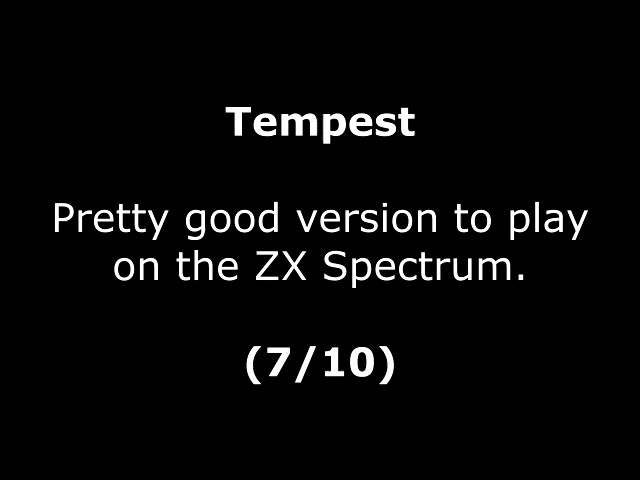 Tempest
Pretty good version to play
on the ZX Spectrum.
(7/10)